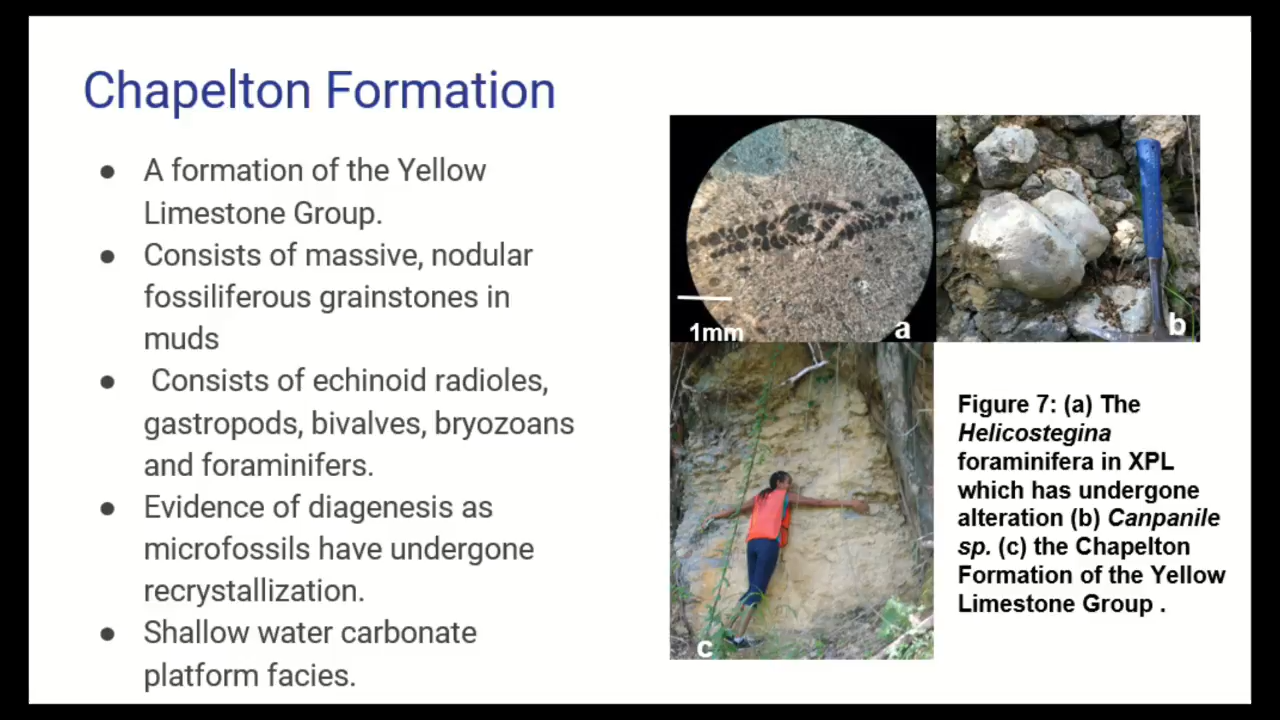 Chapelton Formation
● A formation of the Yellow
Limestone Group.
● Consists of massive, nodular
fossiliferous grainstones in
muds
● Consists of echinoid radioles,
gastropods, bivalves, bryozoans
and foraminifers.
● Evidence of diagenesis as
microfossils have undergone
recrystallization.
● Shallow water carbonate
platform facies.
1mm
a
b
c
Figure 7: (a) The
Helicostegina
foraminifera in XPL
which has undergone
alteration (b) Canpanile
sp. (c) the Chapelton
Formation of the Yellow
Limestone Group .